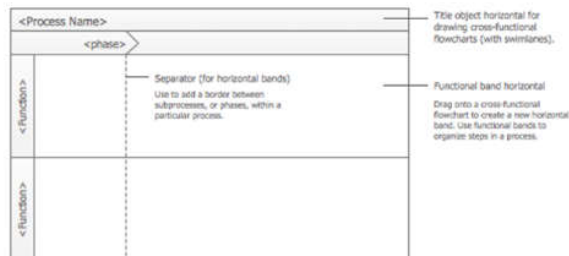 <Process Name>
Title object horizontal for
drawing cross-functional
flowcharts (with swimlanes).
<phase>
Separator (for horizontal bands)
Use to add a border between
subprocesses, or phases, within a
particular process.
Functional band horizontal
Drag onto a cross-functional
flowchart to create a new horizontal
band. Use functional bands to
organize steps in a process.
<Function>
<Function>